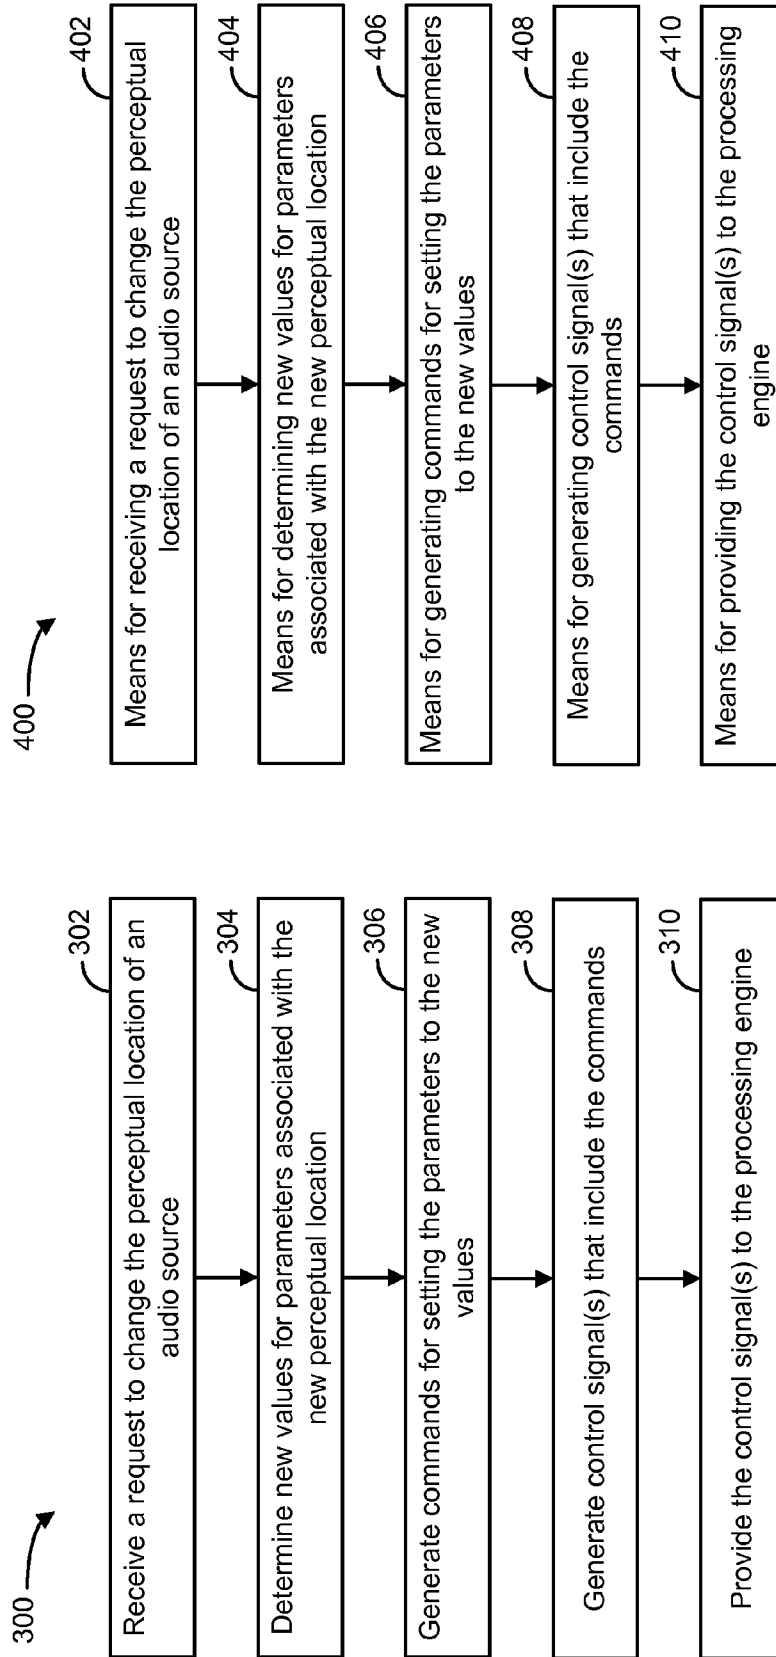 300
302
Receive a request to change the perceptual location of an
audio source
304
Determine new values for parameters associated with the
new perceptual location
306
Generate commands for setting the parameters to the new
values
308
Generate control signal(s) that include the commands
310
Provide the control signal(s) to the processing engine
400
402
Means for receiving a request to change the perceptual
location of an audio source
404
Means for determining new values for parameters
associated with the new perceptual location
406
Means for generating commands for setting the parameters
to the new values
408
Means for generating control signal(s) that include the
commands
410
Means for providing the control signal(s) to the processing
engine